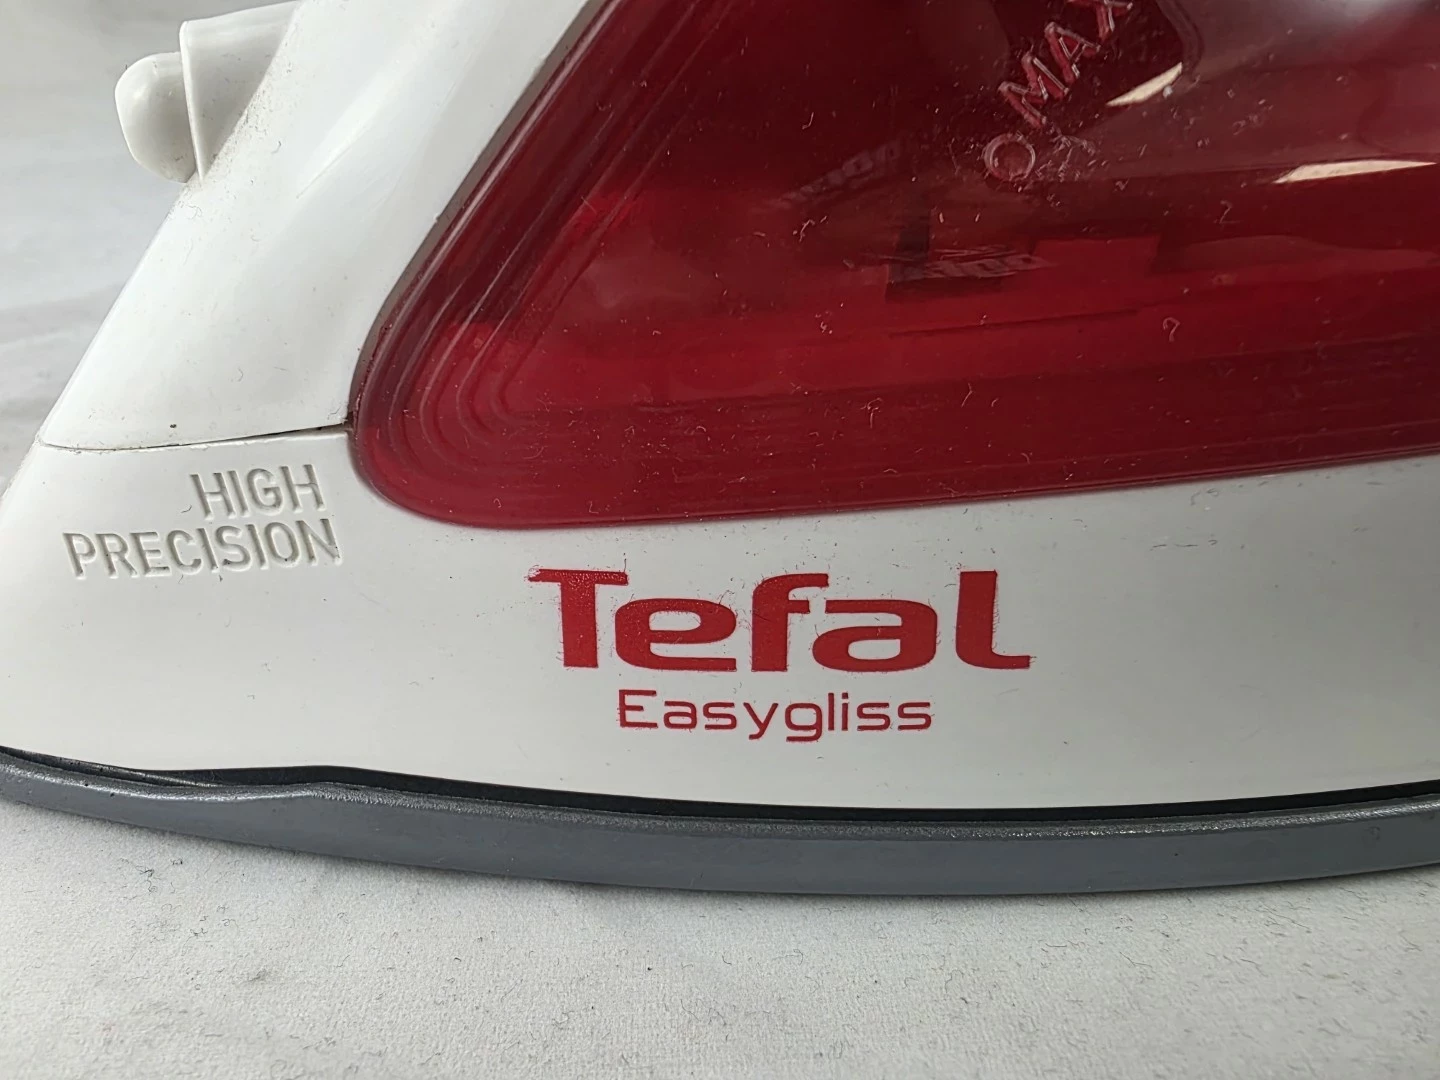 MAX
HIGH
PRECISION
Tefal
Easygliss